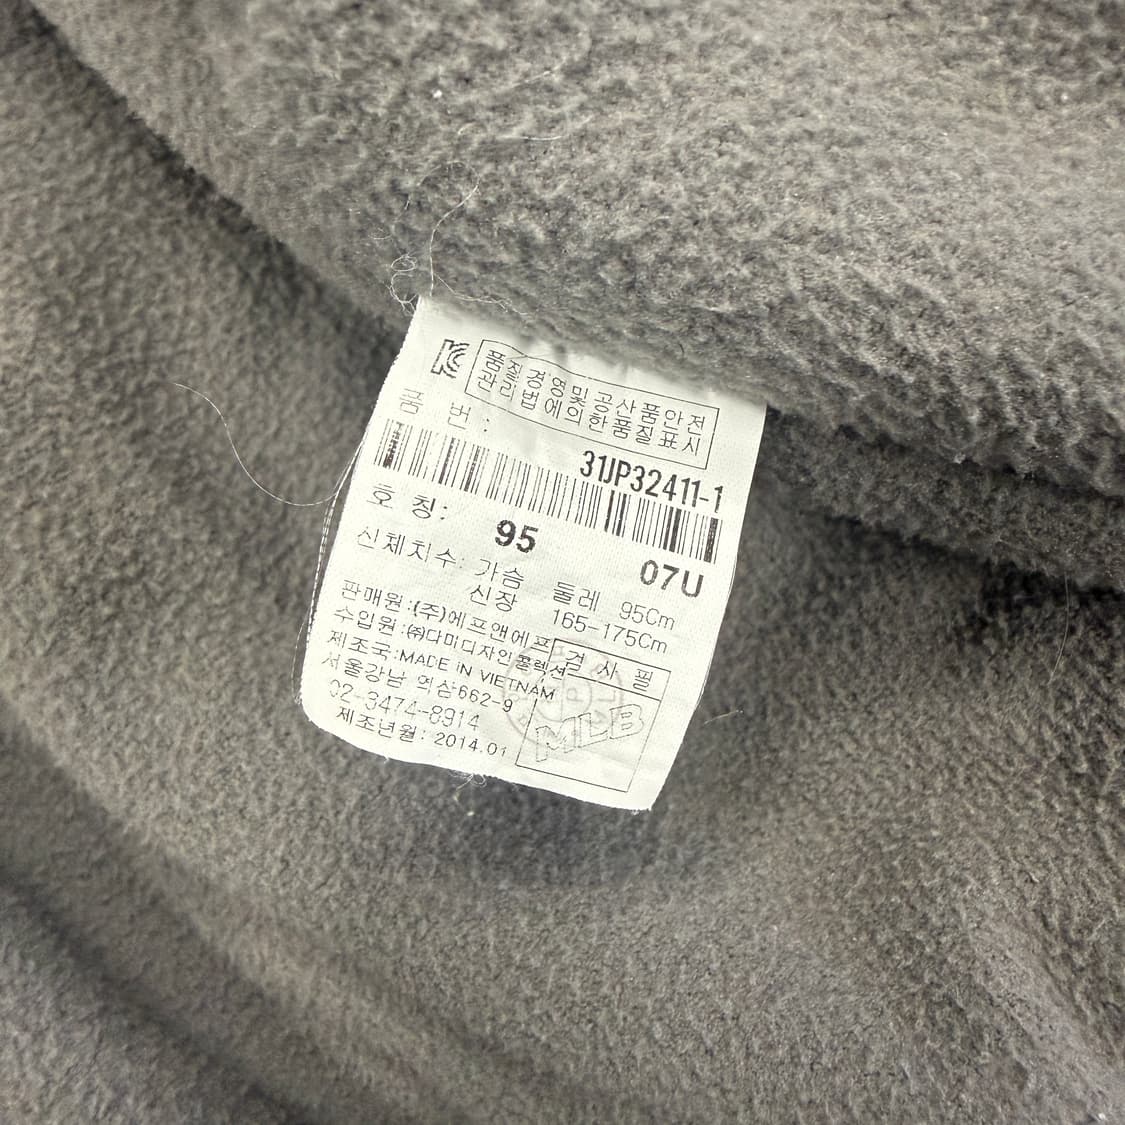 품질경영및공산품안전
관리법에의한품질표시
품 번 :
31JP32411-1
호 칭: 95 07U
신체치수: 가슴 둘레 95Cm
신장 165-175Cm
판매원:(주)에프앤에프
수입원:㈜다미디자인콜렉션
제조국:MADE iN VIETNAM
서울강남 역삼662-9
02-3474-8914
제조년월: 2014.01
검 사 필
MLB